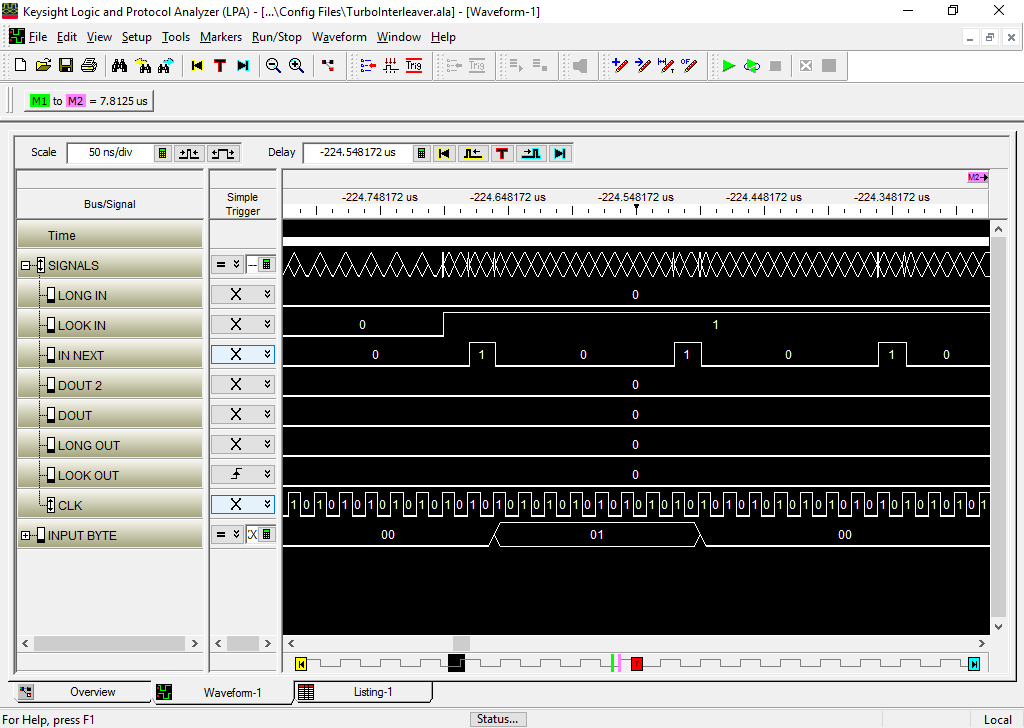 Keysight Logic and Protocol Analyzer (LPA) - [...\Config Files\TurboInterleaver.ala] - [Waveform-1]
File Edit View Setup Tools Markers Run/Stop Waveform Window Help
M1 to M2 = 7.8125 us
Scale 50 ns/div Delay -224.548172 us
M2
Bus/Signal Simple Trigger -224.748172 us -224.648172 us -224.548172 us -224.448172 us -224.348172 us
Time
SIGNALS =
LONG IN X 0
LOOK IN X 0 1
IN NEXT X 0 1 0 1 0 1 0
DOUT 2 X 0
DOUT X 0
LONG OUT X 0
LOOK OUT 0
CLK X 1 0 1 0 1 0 1 0 1 0 1 0 1 0 1 0 1 0 1 0 1 0 1 0 1 0 1 0 1 0 1 0 1 0 1 0 1 0 1 0 1 0 1 0 1 0 1 0 1 0 1 0 1 0 1
INPUT BYTE = X 00 01 00
T
Overview Waveform-1 Listing-1
For Help, press F1 Status... Local